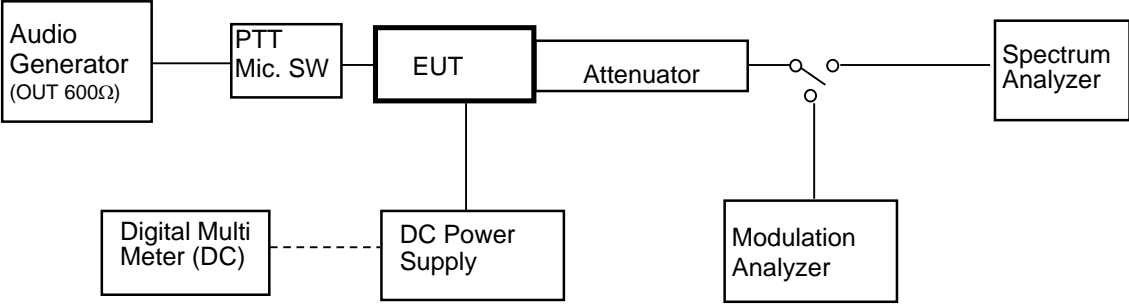 Audio
Generator
(OUT 600Ω)
PTT
Mic. SW
EUT
Attenuator
Spectrum
Analyzer
Digital Multi
Meter (DC)
DC Power
Supply
Modulation
Analyzer